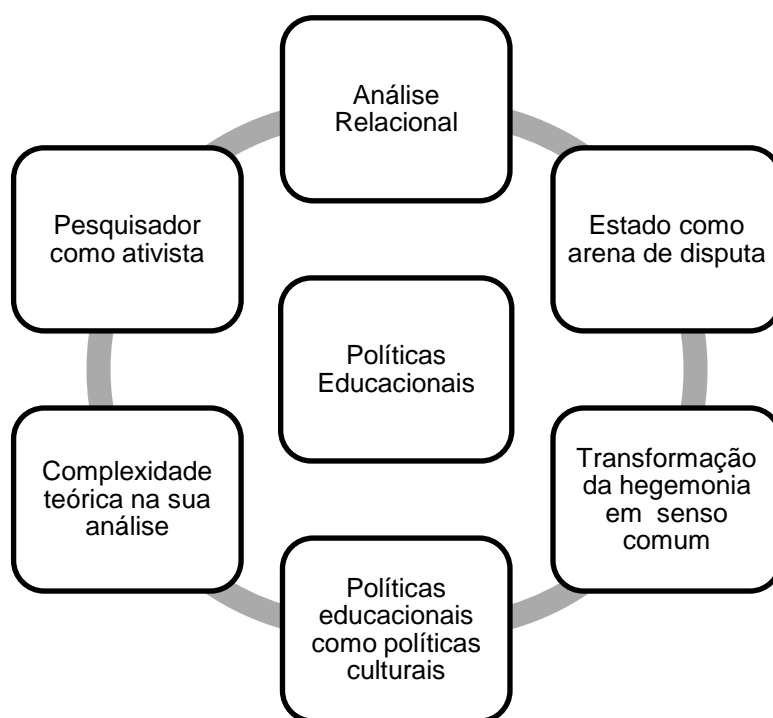 Análise
Relacional
Pesquisador
como ativista
Estado como
arena de disputa
Políticas
Educacionais
Complexidade
teórica na sua
análise
Transformação
da hegemonia
em senso
comum
Políticas
educacionais
como políticas
culturais